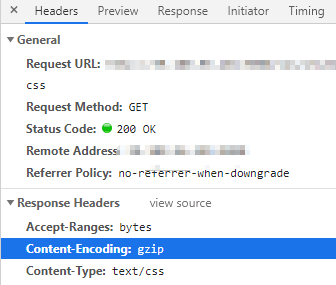 Headers Preview Response Initiator Timing
General
Request URL:
css
Request Method: GET
Status Code: 200 OK
Remote Address
Referrer Policy: no-referrer-when-downgrade
Response Headers view source
Accept-Ranges: bytes
Content-Encoding: gzip
Content-Type: text/css